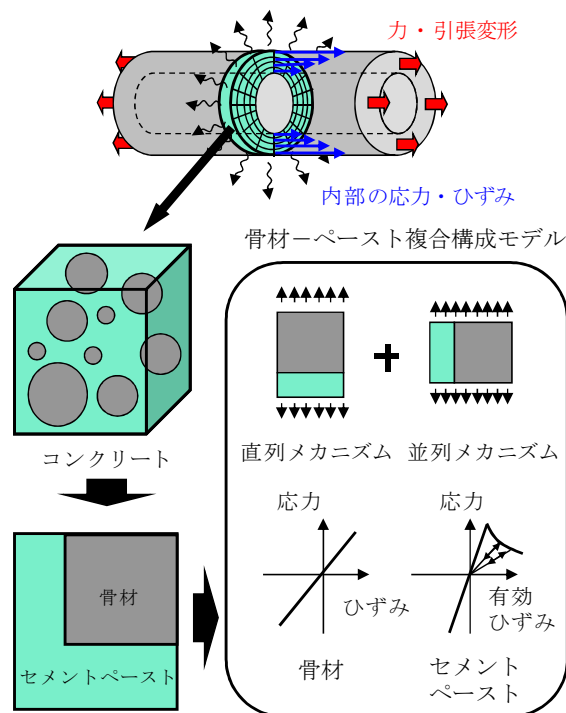 力・引張変形
内部の応力・ひずみ
骨材－ペースト複合構成モデル
直列メカニズム
並列メカニズム
コンクリート
応力
ひずみ
骨材
応力
有効
ひずみ
セメント
ペースト
骨材
セメントペースト